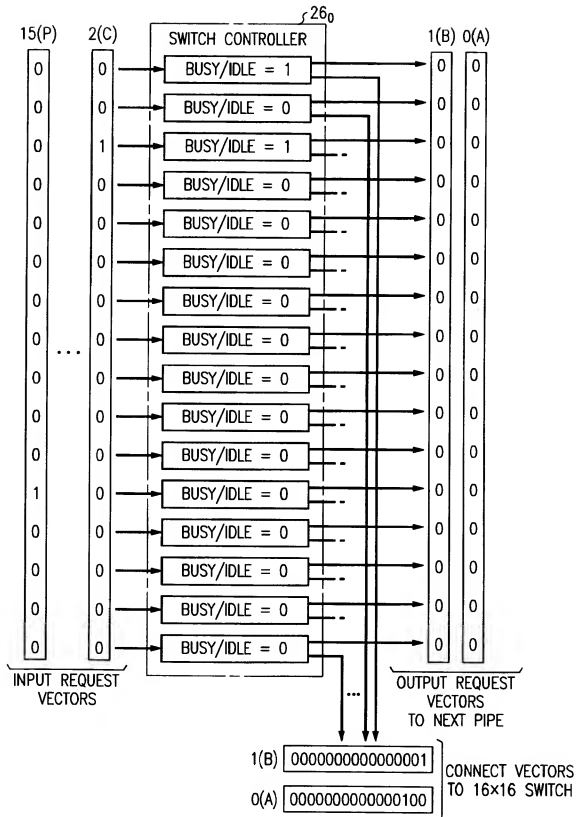 26₀
15(P) 2(C) SWITCH CONTROLLER 1(B) 0(A)
0 0 BUSY/IDLE = 1 0 0
0 0 BUSY/IDLE = 0 0 0
0 1 BUSY/IDLE = 1 0 0
0 0 BUSY/IDLE = 0 0 0
0 0 BUSY/IDLE = 0 0 0
0 0 BUSY/IDLE = 0 0 0
0 0 BUSY/IDLE = 0 0 0
0 0 BUSY/IDLE = 0 0 0
...
0 0 BUSY/IDLE = 0 0 0
0 0 BUSY/IDLE = 0 0 0
0 0 BUSY/IDLE = 0 0 0
1 0 BUSY/IDLE = 0 0 0
0 0 BUSY/IDLE = 0 0 0
0 0 BUSY/IDLE = 0 0 0
0 0 BUSY/IDLE = 0 0 0
0 0 BUSY/IDLE = 0 0 0
INPUT REQUEST
VECTORS
...
OUTPUT REQUEST
VECTORS
TO NEXT PIPE
1(B) 0000000000000001
0(A) 0000000000000100
CONNECT VECTORS
TO 16×16 SWITCH